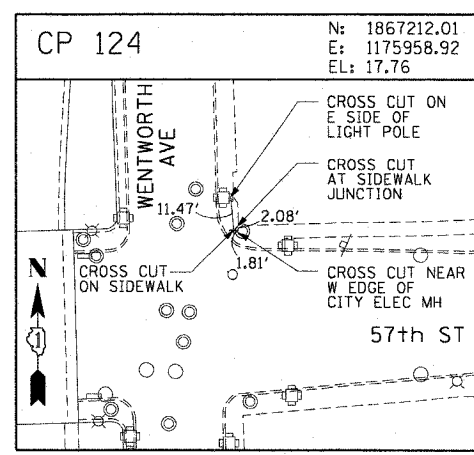 CP 124
N: 1867212.01
E: 1175958.92
EL: 17.76
WENTWORTH
AVE
CROSS CUT ON
E SIDE OF
LIGHT POLE
CROSS CUT
AT SIDEWALK
JUNCTION
11.47'
2.08'
1.81'
CROSS CUT
ON SIDEWALK
CROSS CUT NEAR
W EDGE OF
CITY ELEC MH
N
1
57th ST